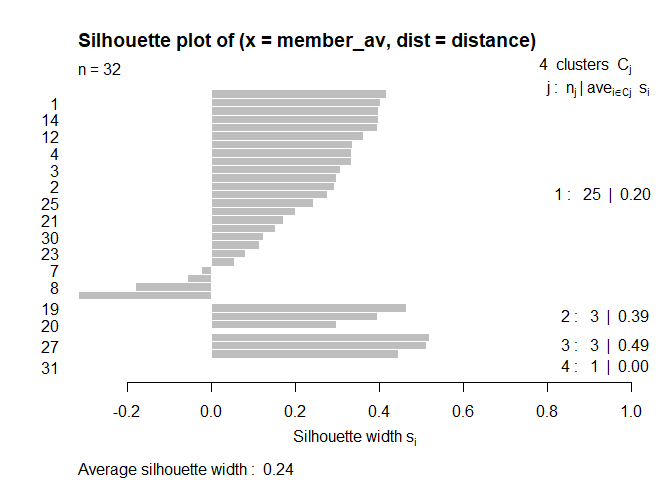 Silhouette plot of (x = member_av, dist = distance)
n = 32
4 clusters Cj
j : nj | avei∈Cj si
1
14
12
4
3
2
25
21
30
23
7
8
19
20
27
31
1 : 25 | 0.20
2 : 3 | 0.39
3 : 3 | 0.49
4 : 1 | 0.00
-0.2 0.0 0.2 0.4 0.6 0.8 1.0
Silhouette width si
Average silhouette width : 0.24